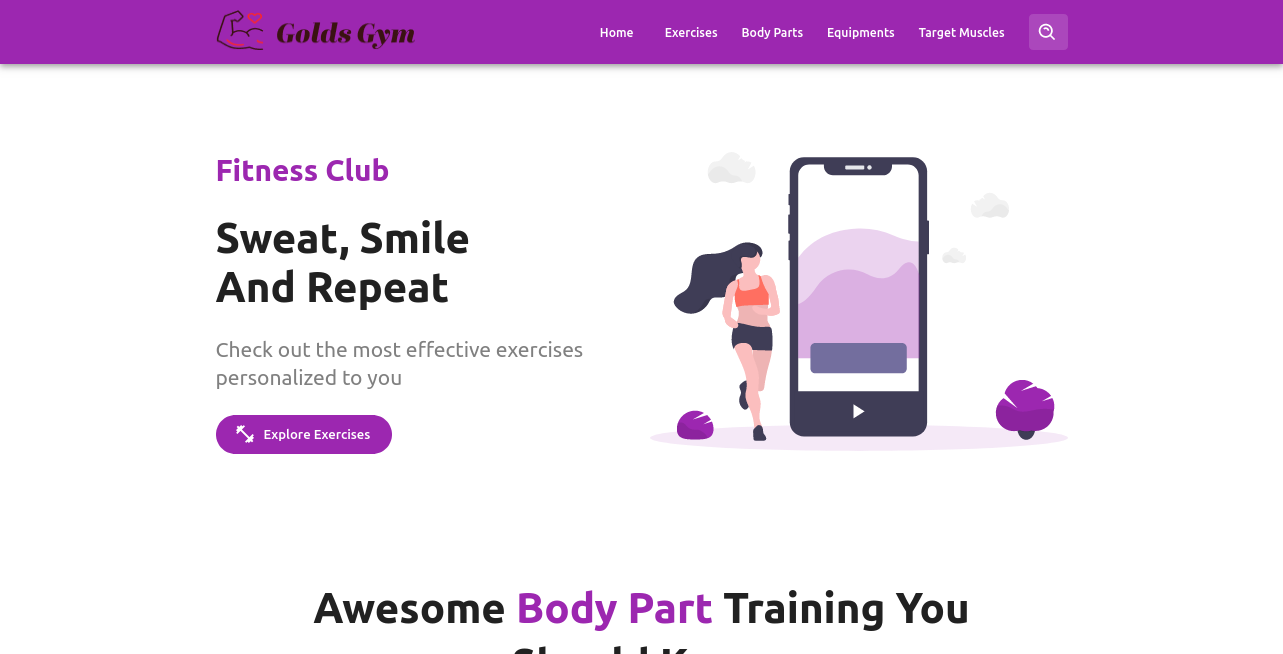 Golds Gym
Home Exercises Body Parts Equipments Target Muscles
Fitness Club
Sweat, Smile
And Repeat
Check out the most effective exercises
personalized to you
Explore Exercises
Awesome Body Part Training You